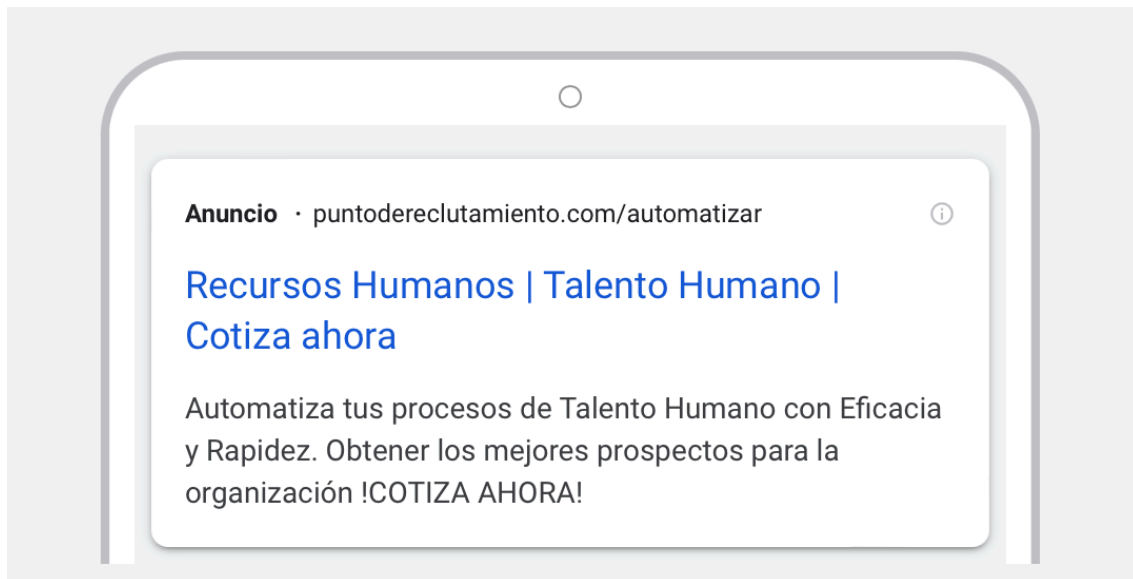 Anuncio · puntodereclutamiento.com/automatizar
Recursos Humanos | Talento Humano |
Cotiza ahora
Automatiza tus procesos de Talento Humano con Eficacia
y Rapidez. Obtener los mejores prospectos para la
organización !COTIZA AHORA!